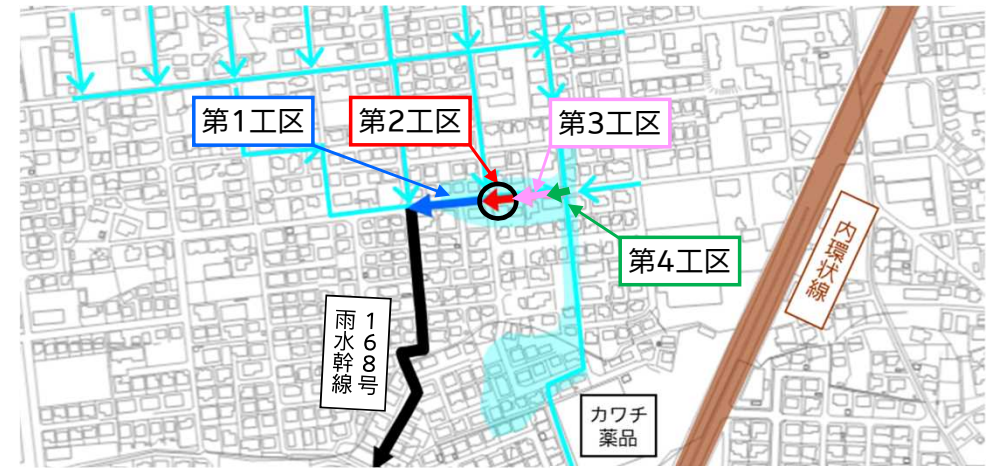 第1工区
第2工区
第3工区
第4工区
内環状線
168号
雨水幹線
カワチ
薬品